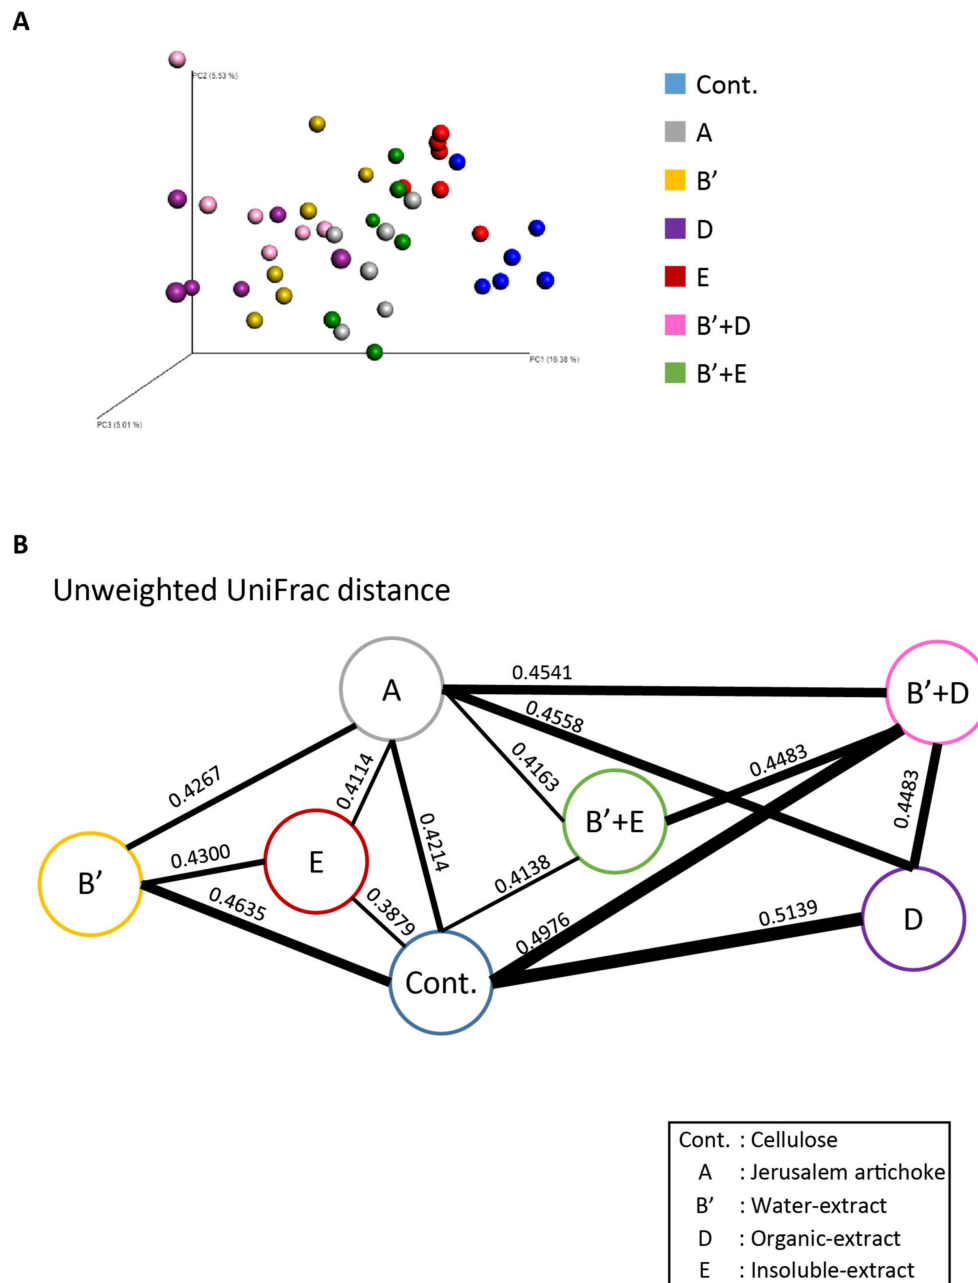 A
PC2 (5.53 %)
PC1 (16.38 %)
PC3 (5.01 %)
Cont.
A
B’
D
E
B’+D
B’+E
B
Unweighted UniFrac distance
A
B’+D
0.4541
0.4558
0.4267
0.4114
0.4163
0.4483
0.4483
0.4214
B’+E
B’
0.4300
E
0.4138
0.4635
0.3879
0.4976
0.5139
D
Cont.
Cont. : Cellulose
A : Jerusalem artichoke
B’ : Water-extract
D : Organic-extract
E : Insoluble-extract